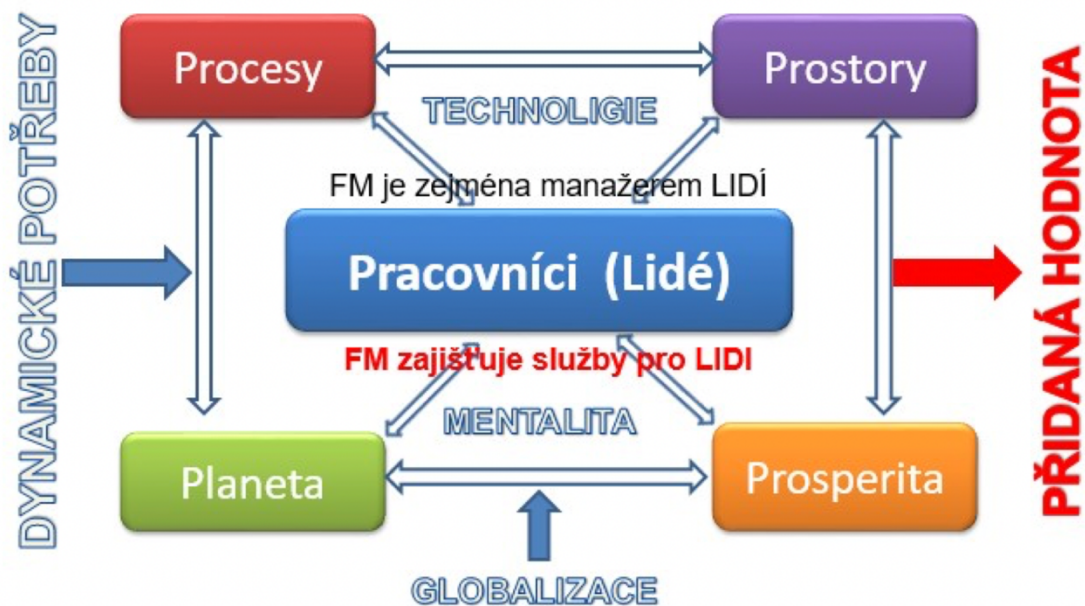 DYNAMICKÉ POTŘEBY
Procesy
Prostory
TECHNOLIGIE
FM je zejména manažerem LIDÍ
Pracovníci (Lidé)
FM zajišťuje služby pro LIDI
MENTALITA
Planeta
Prosperita
GLOBALIZACE
PŘIDANÁ HODNOTA